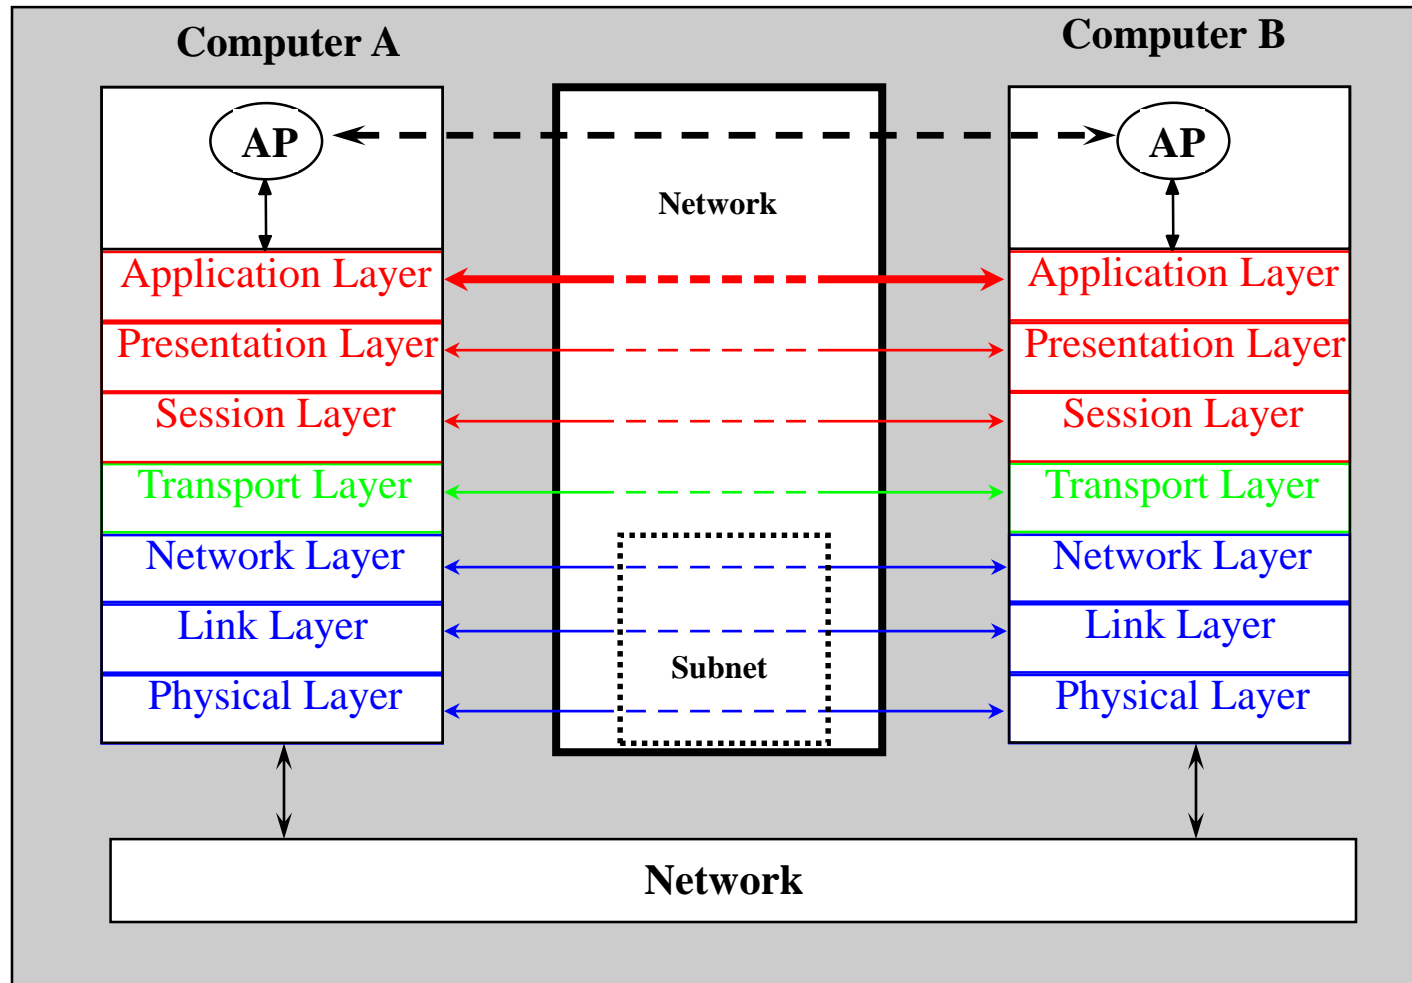 Computer A
Computer B
AP
AP
Network
Application Layer
Application Layer
Presentation Layer
Presentation Layer
Session Layer
Session Layer
Transport Layer
Transport Layer
Network Layer
Network Layer
Link Layer
Link Layer
Subnet
Physical Layer
Physical Layer
Network